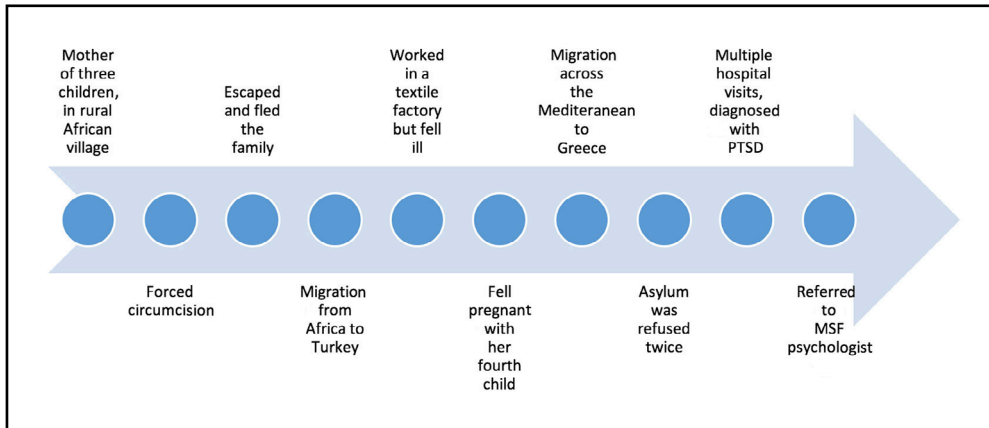 Mother
of three
children,
in rural
African
village
Forced
circumcision
Escaped
and fled
the
family
Migration
from
Africa to
Turkey
Worked
in a
textile
factory
but fell
ill
Fell
pregnant
with
her
fourth
child
Migration
across
the
Mediteranean
to
Greece
Asylum
was
refused
twice
Multiple
hospital
visits,
diagnosed
with
PTSD
Referred
to
MSF
psychologist